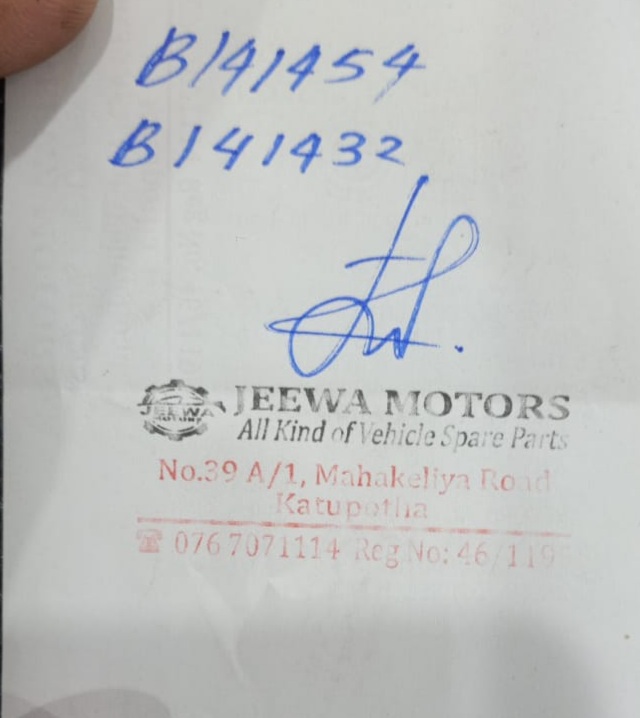 B141454
B141432
JEEWA
JEEWA MOTORS
All Kind of Vehicle Spare Parts
No.39 A/1, Mahakeliya Road
Katupotha
☎ 076 7071114 Reg No: 46/119